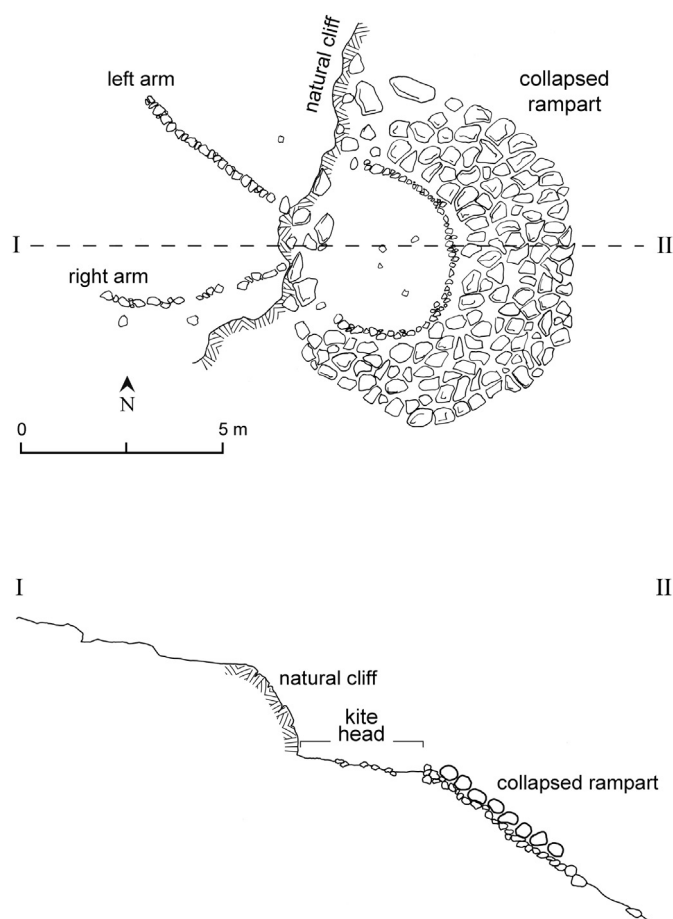 left arm
natural cliff
collapsed
rampart
I
II
right arm
N
0
5 m
I
II
natural cliff
kite
head
collapsed rampart